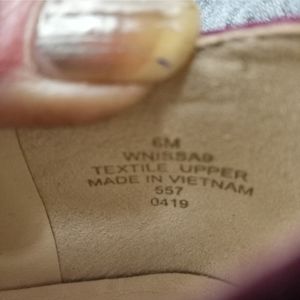 6M
WNISSA9
TEXTILE UPPER
MADE IN VIETNAM
557
0419